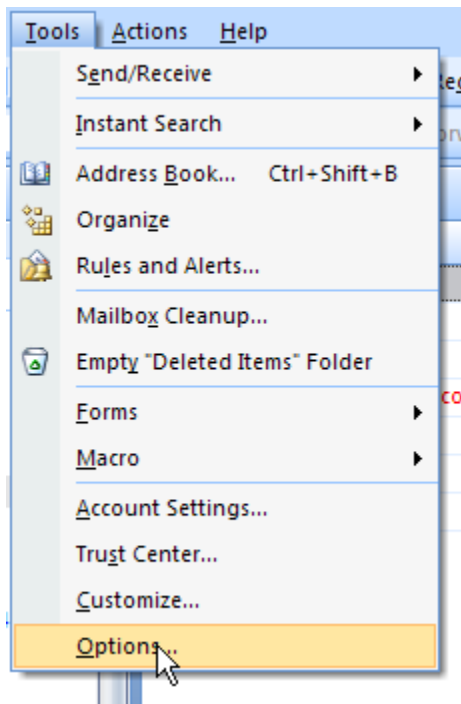 Tools Actions Help
Send/Receive
Instant Search
Address Book... Ctrl+Shift+B
Organize
Rules and Alerts...
Mailbox Cleanup...
Empty "Deleted Items" Folder
Forms
Macro
Account Settings...
Trust Center...
Customize...
Options...